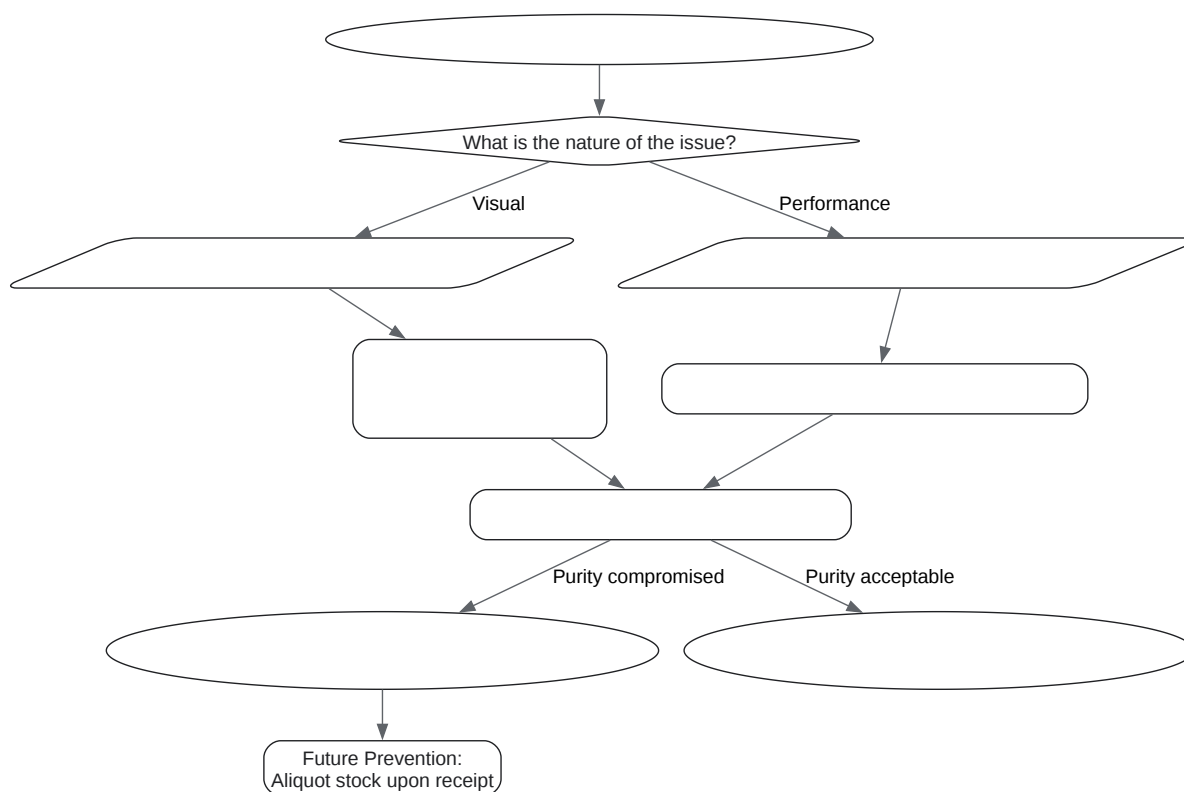 What is the nature of the issue?
Visual
Performance
Purity compromised
Purity acceptable
Future Prevention:
Aliquot stock upon receipt